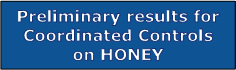 Preliminary results for
Coordinated Controls
on HONEY